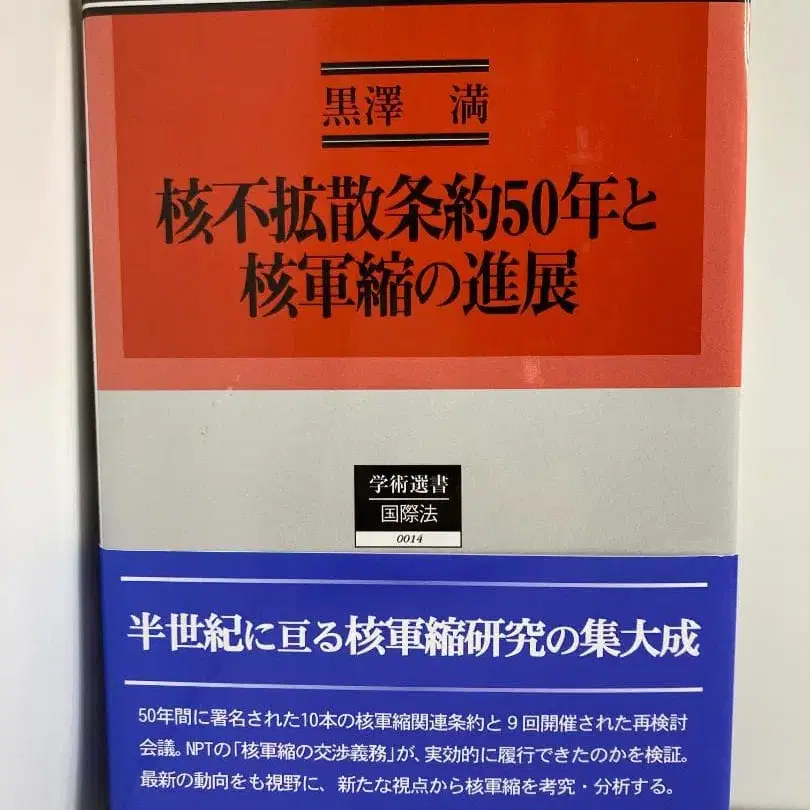 黒澤 満
核不拡散条約50年と
核軍縮の進展
学術選書
国際法
0014
半世紀に亘る核軍縮研究の集大成
50年間に署名された10本の核軍縮関連条約と9回開催された再検討
会議。NPTの「核軍縮の交渉義務」が、実効的に履行できたのかを検証。
最新の動向をも視野に、新たな視点から核軍縮を考究・分析する。